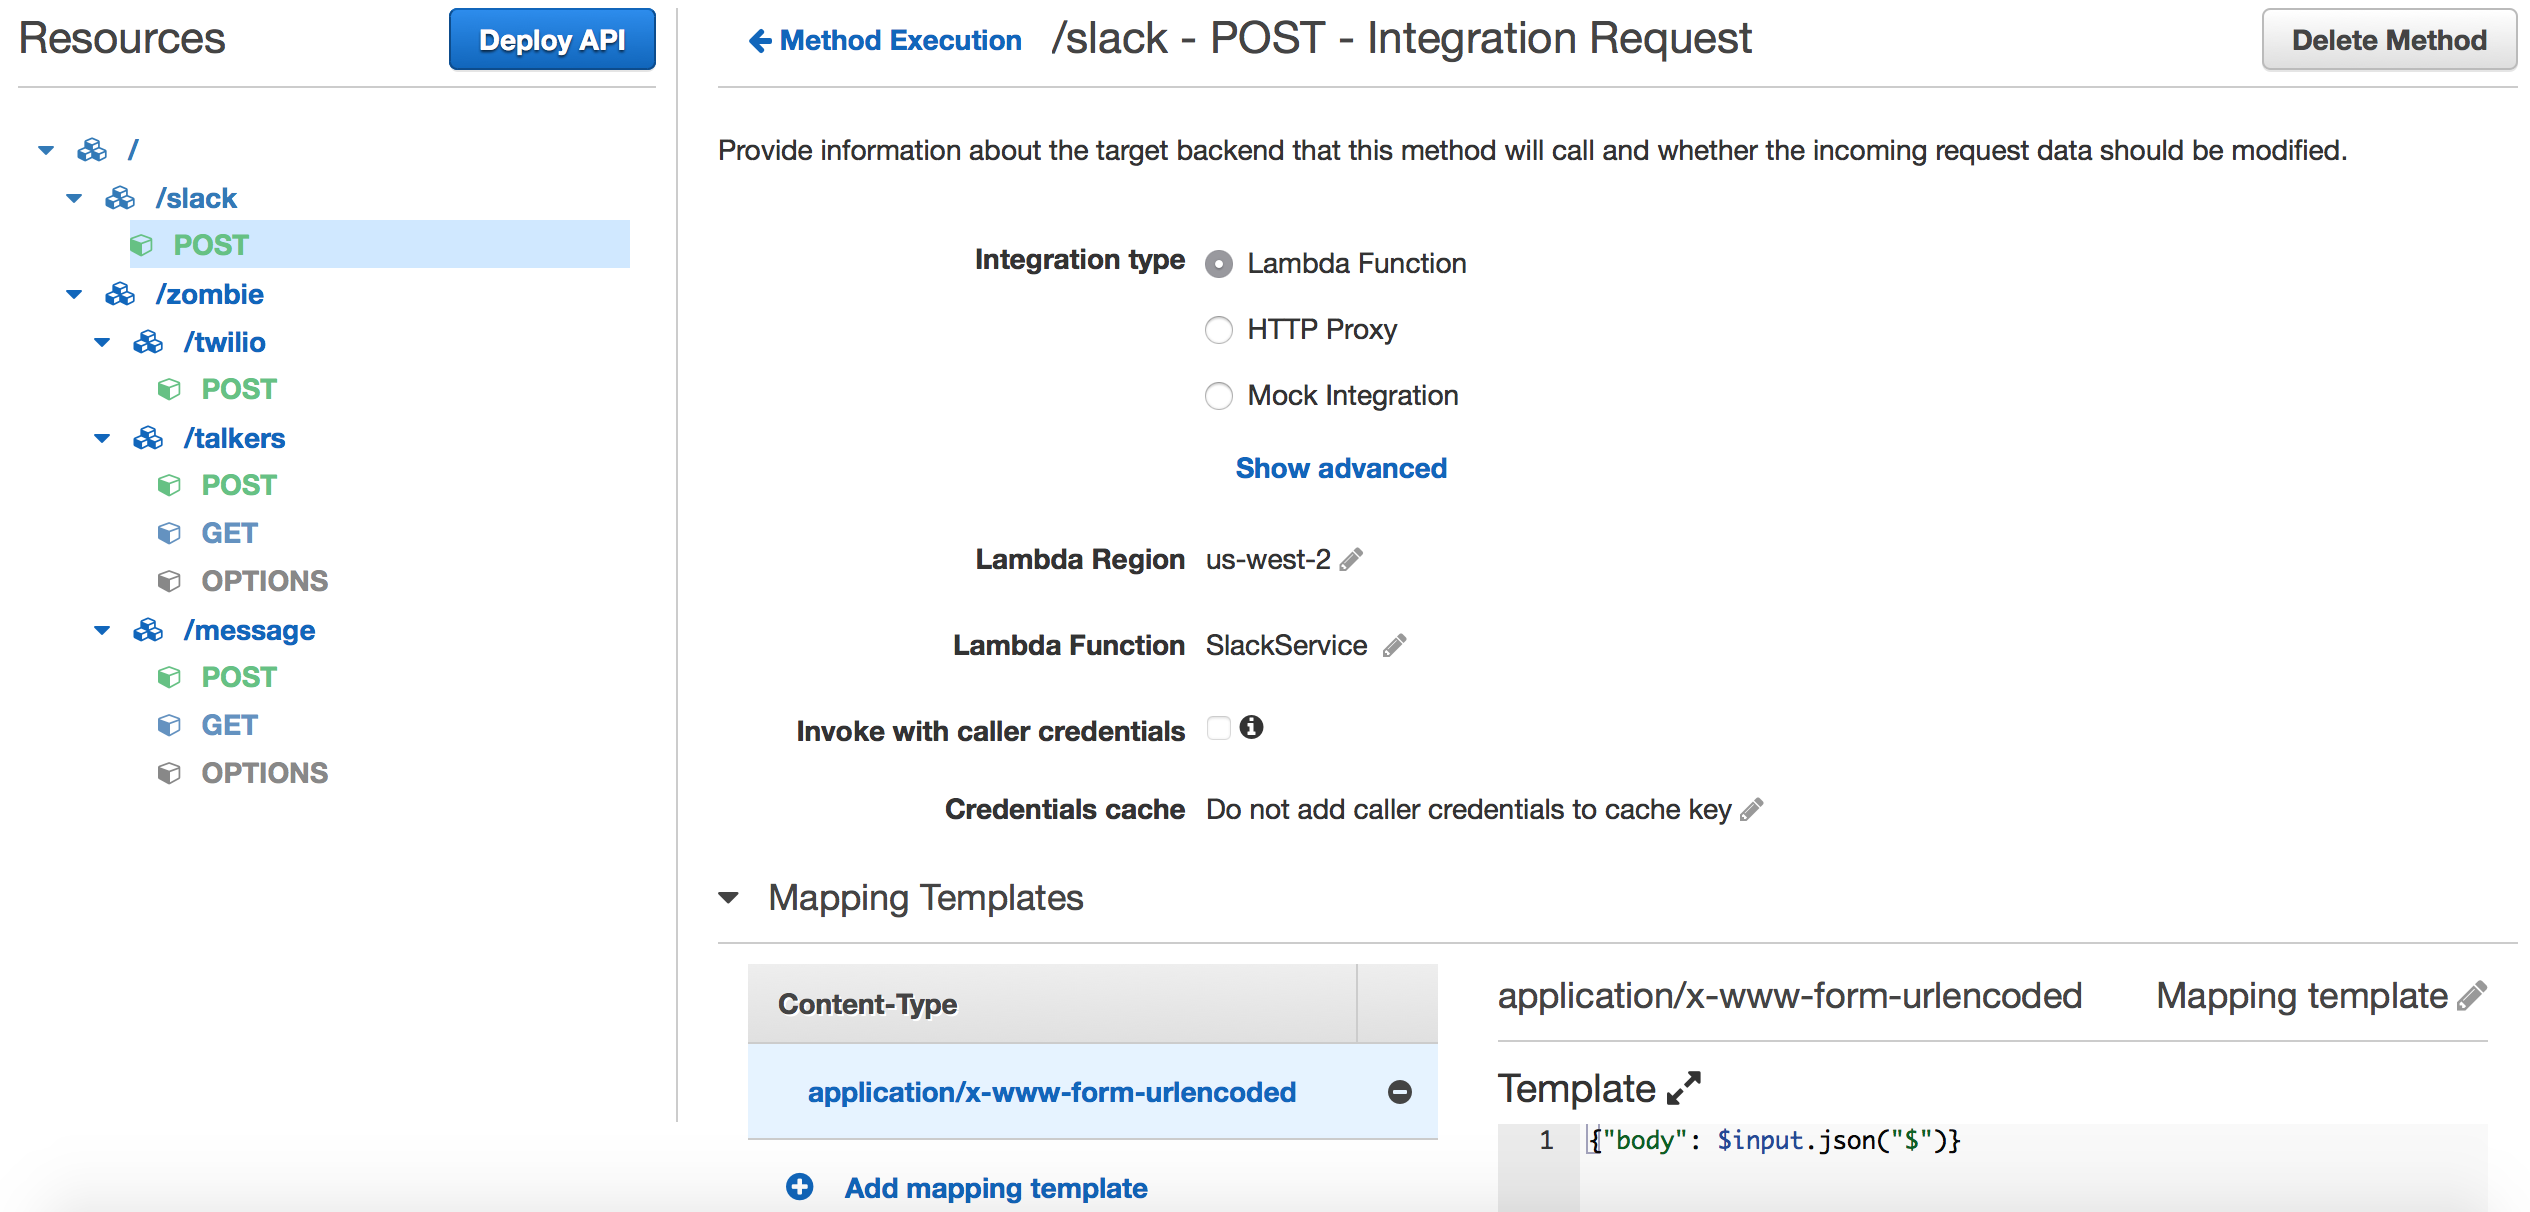 Resources
Deploy API
/
/slack
POST
/zombie
/twilio
POST
/talkers
POST
GET
OPTIONS
/message
POST
GET
OPTIONS
Method Execution /slack - POST - Integration Request
Delete Method
Provide information about the target backend that this method will call and whether the incoming request data should be modified.
Integration type Lambda Function
HTTP Proxy
Mock Integration
Show advanced
Lambda Region us-west-2
Lambda Function SlackService
Invoke with caller credentials
Credentials cache Do not add caller credentials to cache key
Mapping Templates
Content-Type
application/x-www-form-urlencoded
Add mapping template
application/x-www-form-urlencoded Mapping template
Template
1 {"body": $input.json("$")}